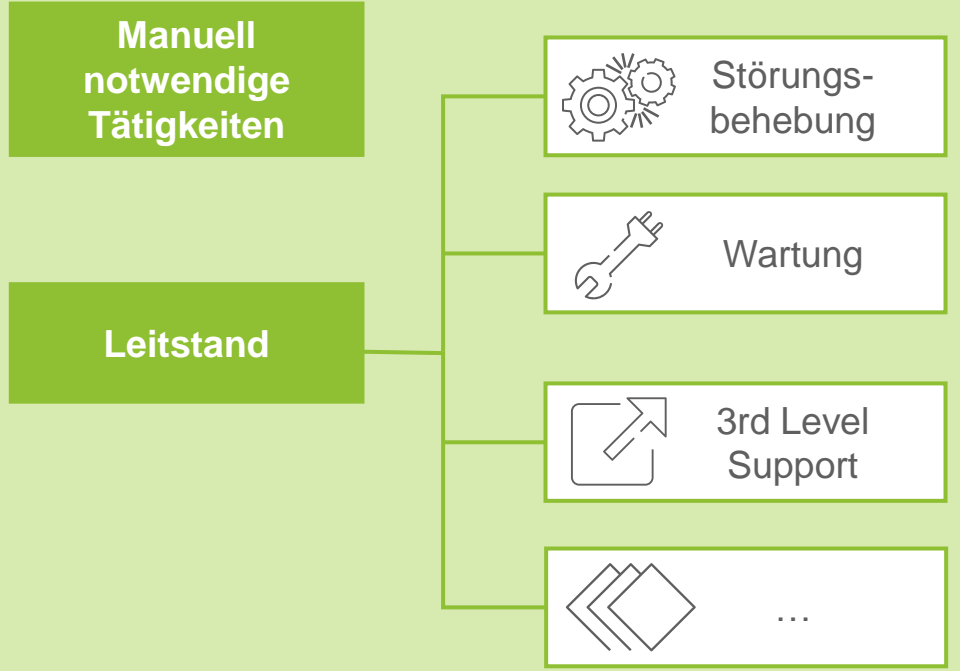 Manuell
notwendige
Tätigkeiten
Leitstand
Störungs-
behebung
Wartung
3rd Level
Support
…